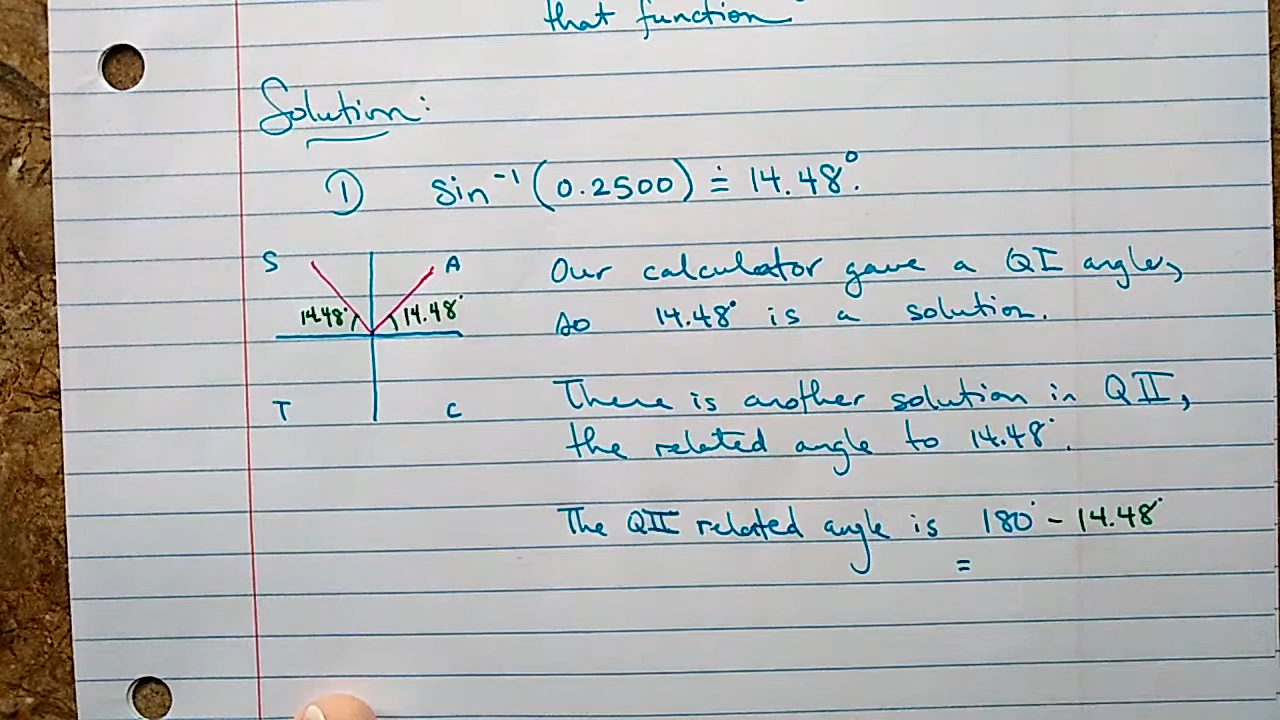 that function
Solution:
① sin⁻¹(0.2500) ≐ 14.48°.
S A
14.48° 14.48°
T C
Our calculator gave a QI angle,
so 14.48° is a solution.
There is another solution in QII,
the related angle to 14.48°.
The QII related angle is 180° - 14.48°
=